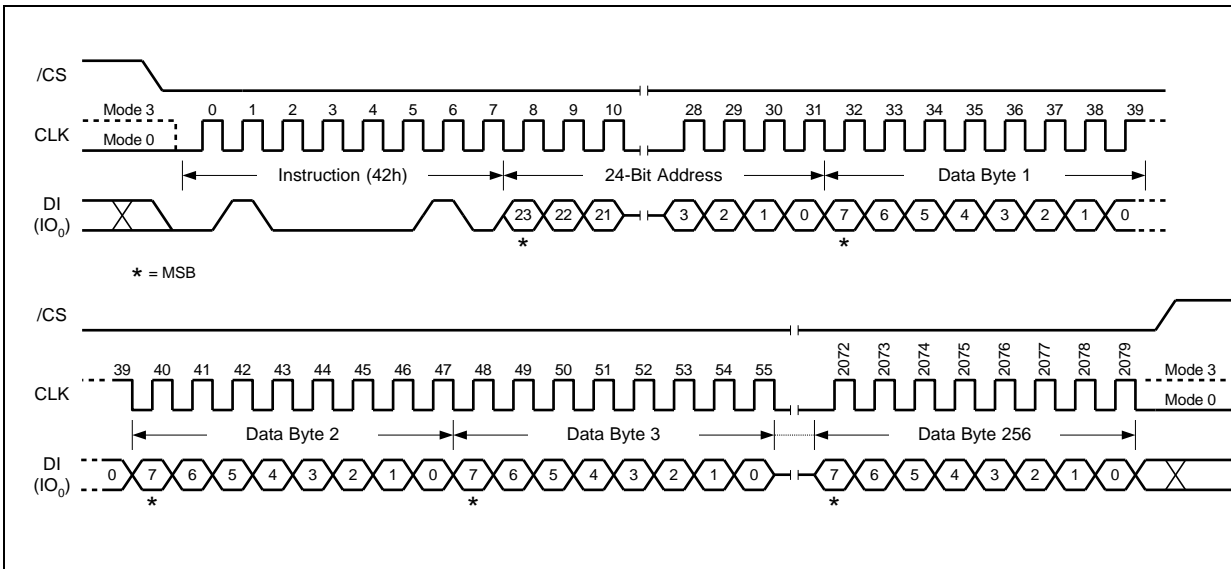 /CS
Mode 3
0 1 2 3 4 5 6 7 8 9 10 28 29 30 31 32 33 34 35 36 37 38 39
CLK
Mode 0
Instruction (42h) 24-Bit Address Data Byte 1
DI
(IO0)
23 22 21 3 2 1 0 7 6 5 4 3 2 1 0
* *
* = MSB
/CS
39 40 41 42 43 44 45 46 47 48 49 50 51 52 53 54 55 2072 2073 2074 2075 2076 2077 2078 2079
Mode 3
CLK
Mode 0
Data Byte 2 Data Byte 3 Data Byte 256
DI
(IO0)
0 7 6 5 4 3 2 1 0 7 6 5 4 3 2 1 0 7 6 5 4 3 2 1 0
* * *